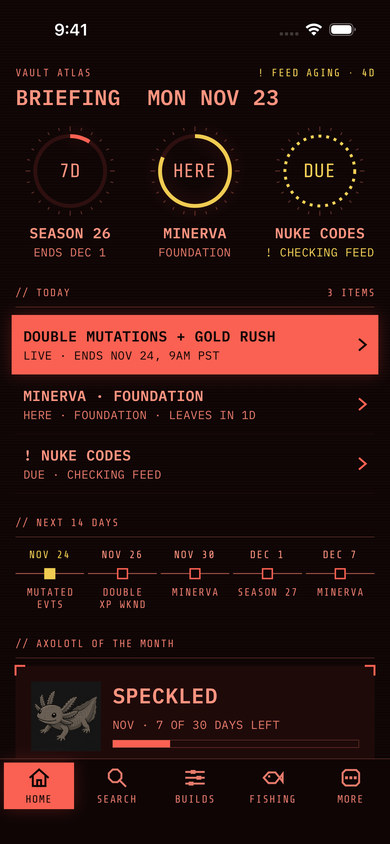 9:41
VAULT ATLAS
! FEED AGING · 4D
BRIEFING MON NOV 23
7D
HERE
DUE
SEASON 26
MINERVA
NUKE CODES
ENDS DEC 1
FOUNDATION
! CHECKING FEED
// TODAY
3 ITEMS
DOUBLE MUTATIONS + GOLD RUSH
LIVE · ENDS NOV 24, 9AM PST
MINERVA · FOUNDATION
HERE · FOUNDATION · LEAVES IN 1D
! NUKE CODES
DUE · CHECKING FEED
// NEXT 14 DAYS
NOV 24
NOV 26
NOV 30
DEC 1
DEC 7
MUTATED
EVTS
DOUBLE
XP WKND
MINERVA
SEASON 27
MINERVA
// AXOLOTL OF THE MONTH
SPECKLED
NOV · 7 OF 30 DAYS LEFT
HOME
SEARCH
BUILDS
FISHING
MORE